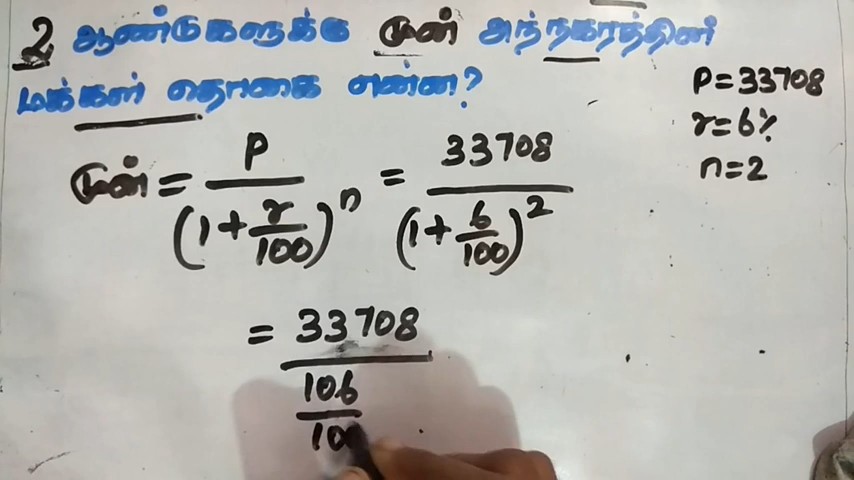 2 ஆண்டுகளுக்கு முன் அந்நகரத்தின்
மக்கள் தொகை என்ன?
P=33708
r=6%
n=2
முன் = P / (1 + r/100)^n = 33708 / (1 + 6/100)^2
= 33708 / 106/100